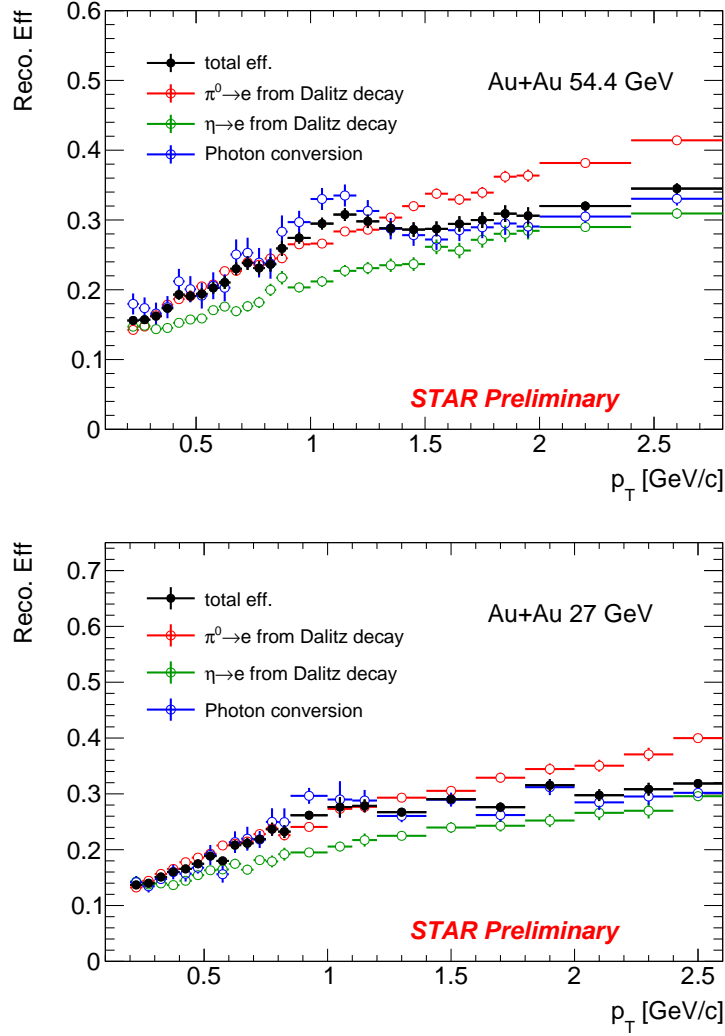 Reco. Eff
0.6
0.5
0.4
0.3
0.2
0.1
0
total eff.
π⁰→e from Dalitz decay
η→e from Dalitz decay
Photon conversion
Au+Au 54.4 GeV
STAR Preliminary
0.5 1 1.5 2 2.5
p_T [GeV/c]
Reco. Eff
0.7
0.6
0.5
0.4
0.3
0.2
0.1
0
total eff.
π⁰→e from Dalitz decay
η→e from Dalitz decay
Photon conversion
Au+Au 27 GeV
STAR Preliminary
0.5 1 1.5 2 2.5
p_T [GeV/c]